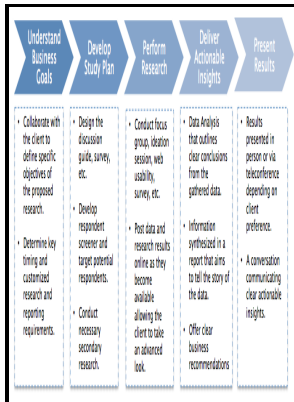 Understand
Business
Goals
Develop
Study Plan
Perform
Research
Deliver
Actionable
Insights
Present
Results
• Collaborate with
the client to
define specific
objectives of
the proposed
research.
• Determine key
timing and
customized
research and
reporting
requirements.
• Design the
discussion
guide, survey,
etc.
• Develop
respondent
screener and
target potential
respondents.
• Conduct
necessary
secondary
research.
• Conduct focus
group, ideation
session, web
usability,
survey, etc.
• Post data and
research results
online as they
become
available
allowing the
client to take
an advanced
look.
• Data Analysis
that outlines
clear conclusions
from the
gathered data.
• Information
synthesized in a
report that aims
to tell the story of
the data.
• Offer clear
business
recommendations
• Results
presented in
person or via
teleconference
depending on
client
preference.
• A conversation
communicating
clear actionable
insights.